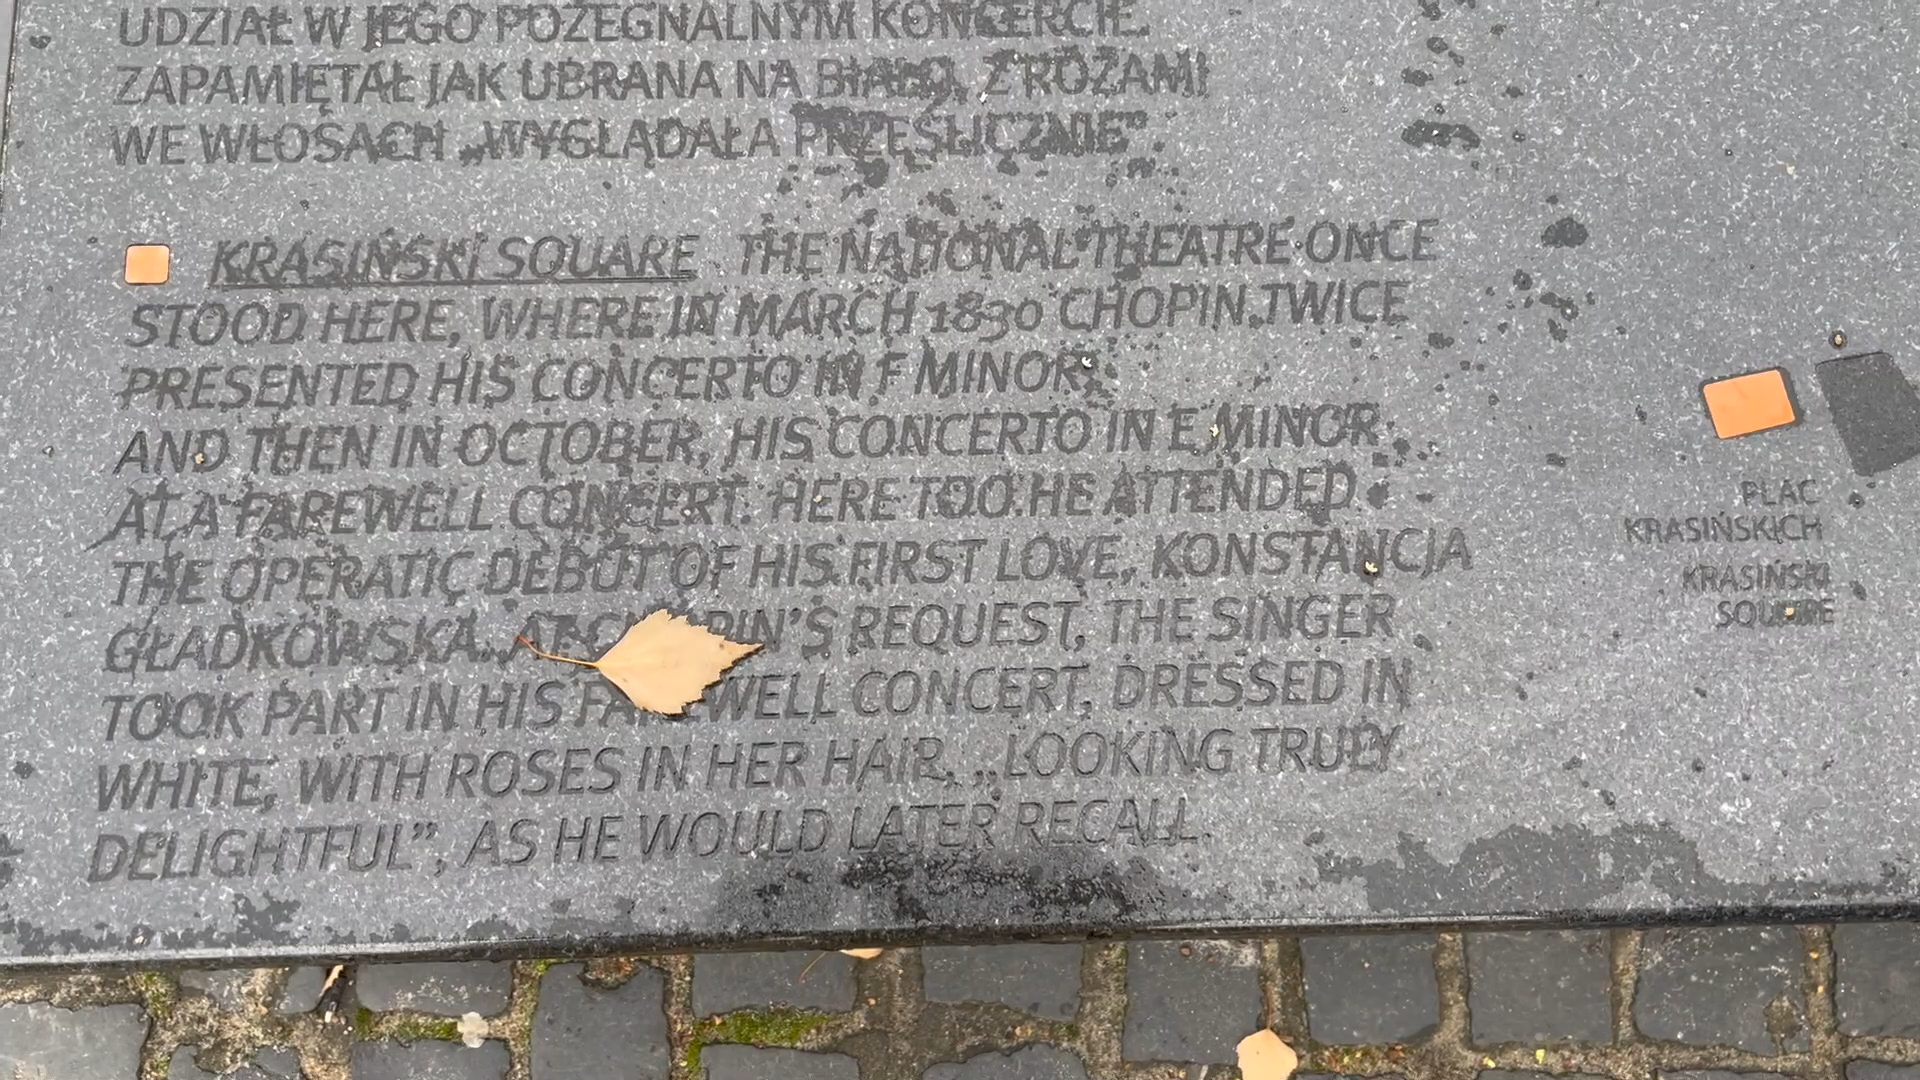 UDZIAŁ W JEGO POŻEGNALNYM KONCERCIE.
ZAPAMIĘTAŁ JAK UBRANA NA BIAŁO, Z RÓŻAMI
WE WŁOSACH „WYGLĄDAŁA PRZEŚLICZNIE”
KRASIŃSKI SQUARE THE NATIONAL THEATRE ONCE
STOOD HERE, WHERE IN MARCH 1830 CHOPIN TWICE
PRESENTED HIS CONCERTO IN F MINOR,
AND THEN IN OCTOBER, HIS CONCERTO IN E MINOR
AT A FAREWELL CONCERT. HERE TOO HE ATTENDED
THE OPERATIC DEBUT OF HIS FIRST LOVE, KONSTANCJA
GŁADKOWSKA. AT CHOPIN’S REQUEST, THE SINGER
TOOK PART IN HIS FAREWELL CONCERT, DRESSED IN
WHITE, WITH ROSES IN HER HAIR, „LOOKING TRULY
DELIGHTFUL”, AS HE WOULD LATER RECALL.
PLAC
KRASIŃSKICH
KRASIŃSKI
SQUARE